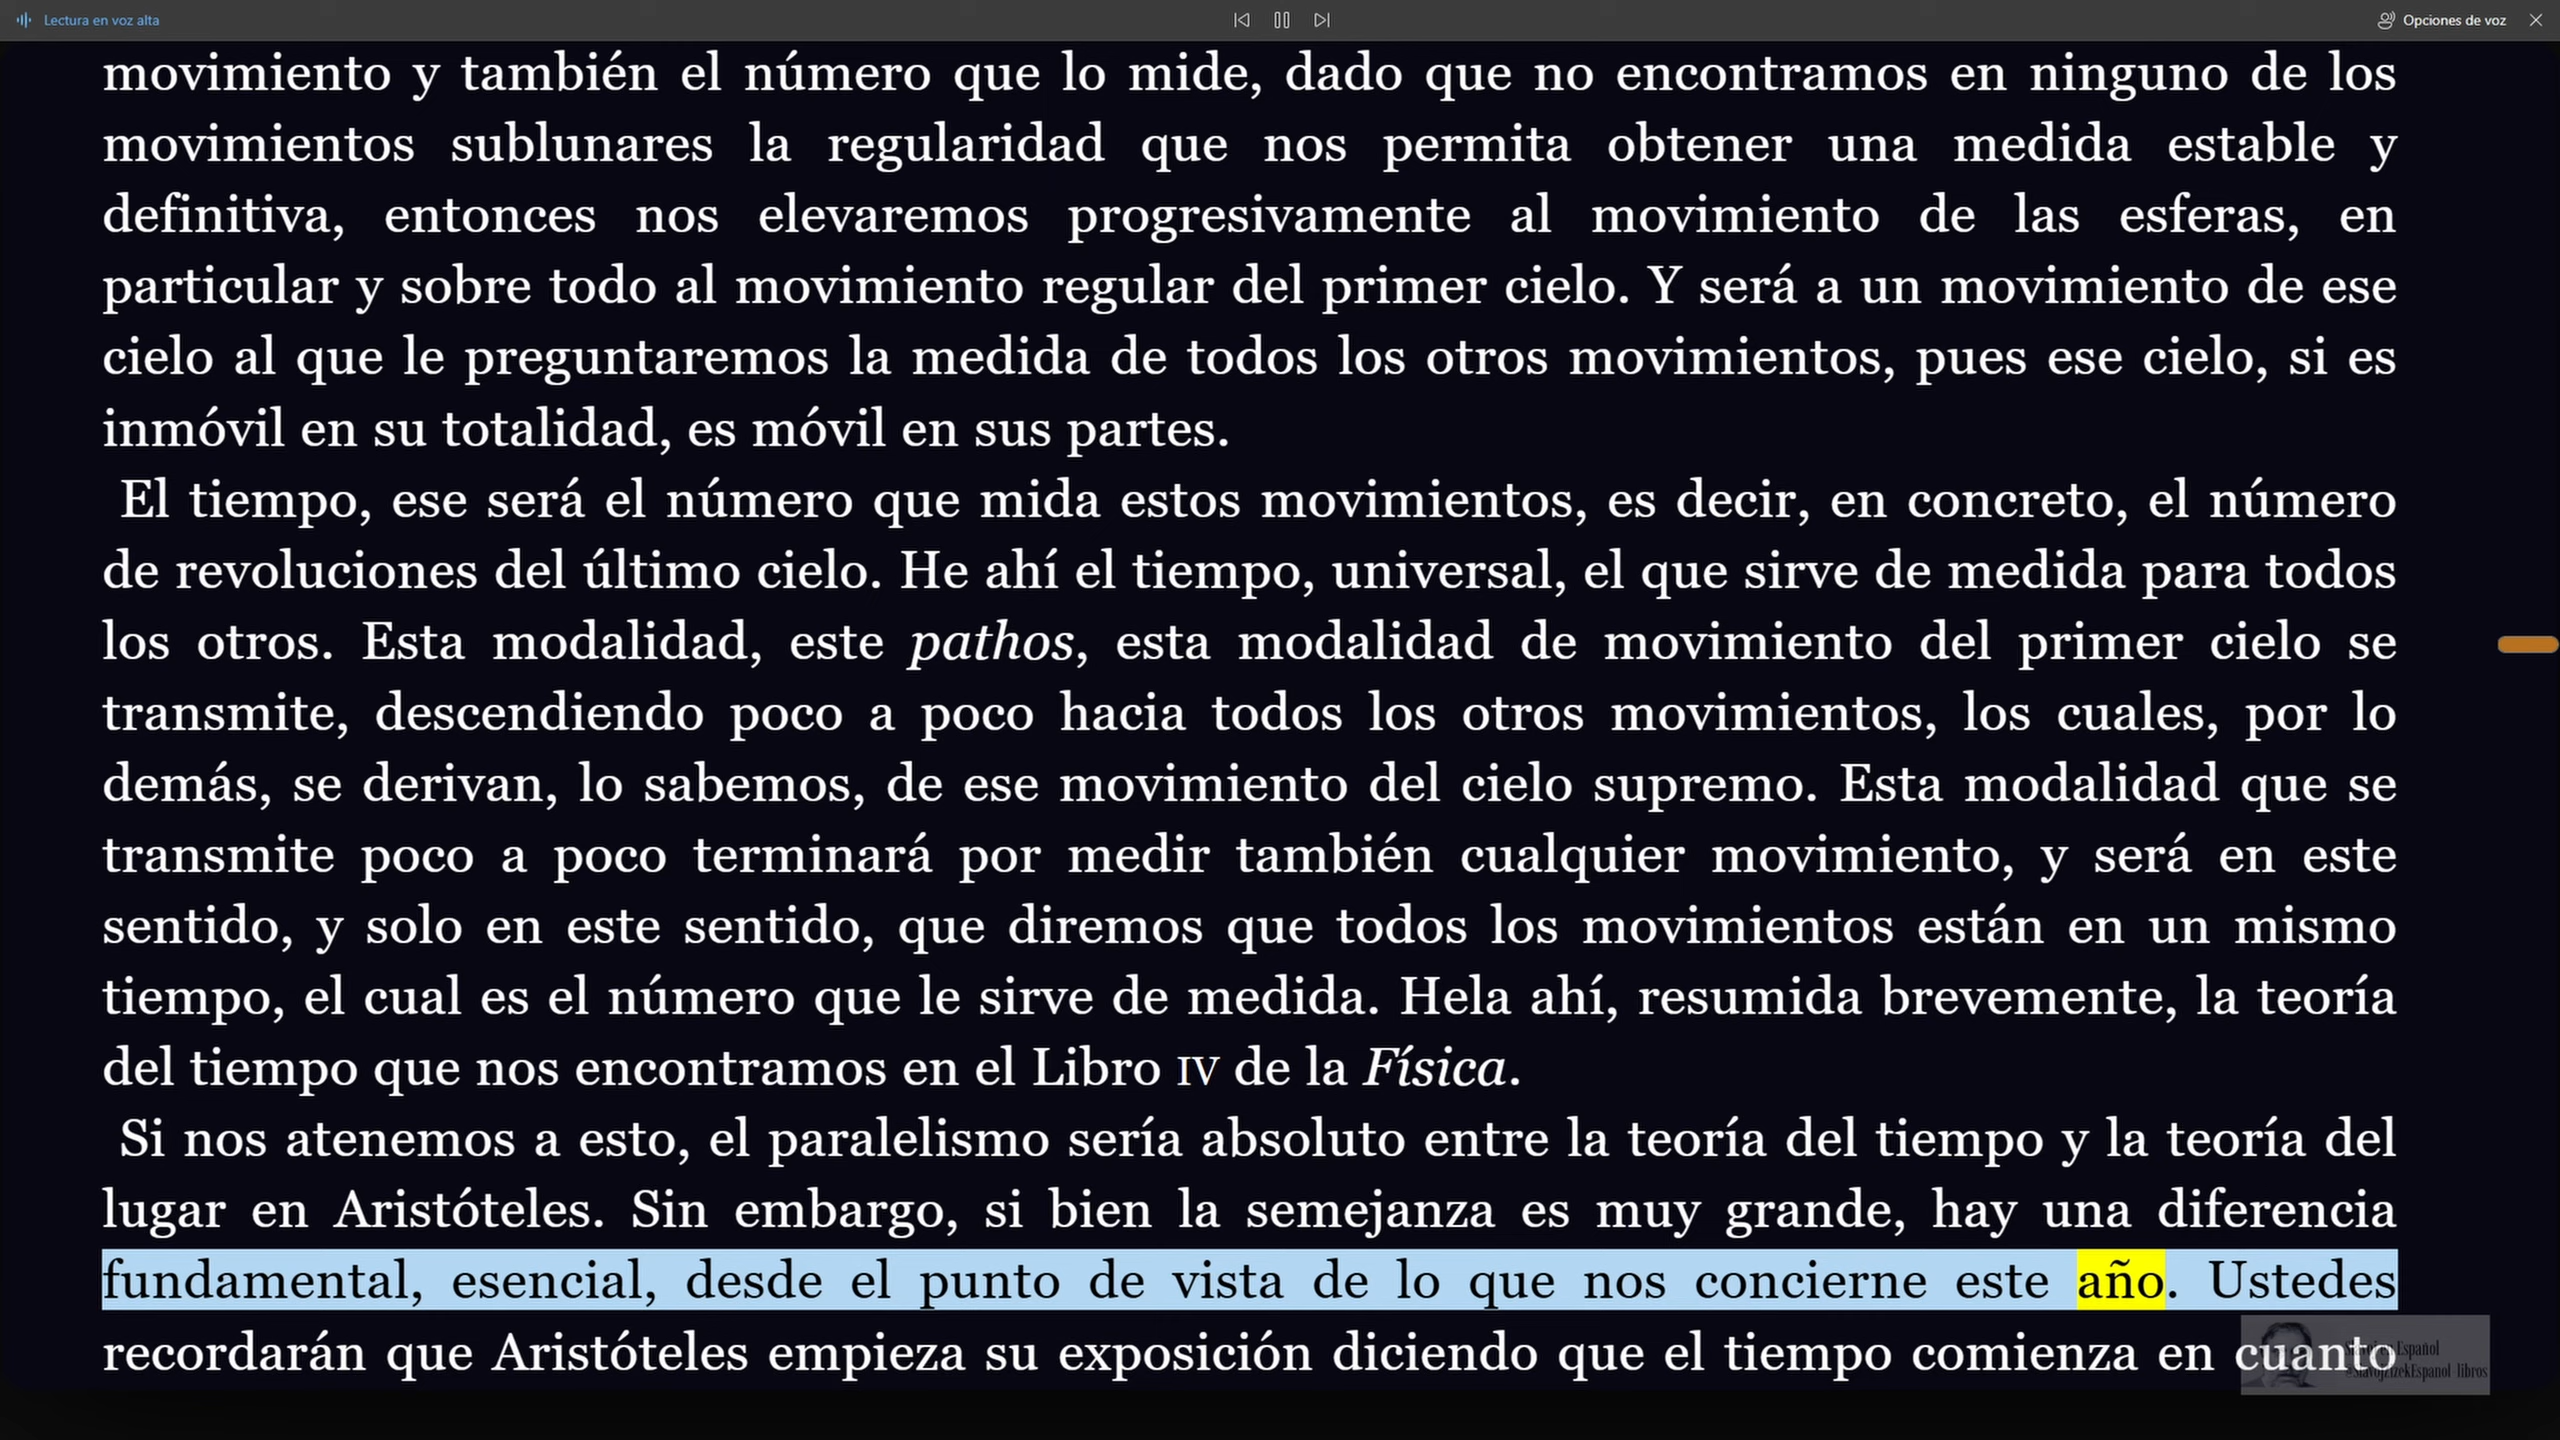 Lectura en voz alta
Opciones de voz
movimiento y también el número que lo mide, dado que no encontramos en ninguno de los
movimientos sublunares la regularidad que nos permita obtener una medida estable y
definitiva, entonces nos elevaremos progresivamente al movimiento de las esferas, en
particular y sobre todo al movimiento regular del primer cielo. Y será a un movimiento de ese
cielo al que le preguntaremos la medida de todos los otros movimientos, pues ese cielo, si es
inmóvil en su totalidad, es móvil en sus partes.
El tiempo, ese será el número que mida estos movimientos, es decir, en concreto, el número
de revoluciones del último cielo. He ahí el tiempo, universal, el que sirve de medida para todos
los otros. Esta modalidad, este pathos, esta modalidad de movimiento del primer cielo se
transmite, descendiendo poco a poco hacia todos los otros movimientos, los cuales, por lo
demás, se derivan, lo sabemos, de ese movimiento del cielo supremo. Esta modalidad que se
transmite poco a poco terminará por medir también cualquier movimiento, y será en este
sentido, y solo en este sentido, que diremos que todos los movimientos están en un mismo
tiempo, el cual es el número que le sirve de medida. Hela ahí, resumida brevemente, la teoría
del tiempo que nos encontramos en el Libro IV de la Física.
Si nos atenemos a esto, el paralelismo sería absoluto entre la teoría del tiempo y la teoría del
lugar en Aristóteles. Sin embargo, si bien la semejanza es muy grande, hay una diferencia
fundamental, esencial, desde el punto de vista de lo que nos concierne este año. Ustedes
recordarán que Aristóteles empieza su exposición diciendo que el tiempo comienza en cuanto
Español